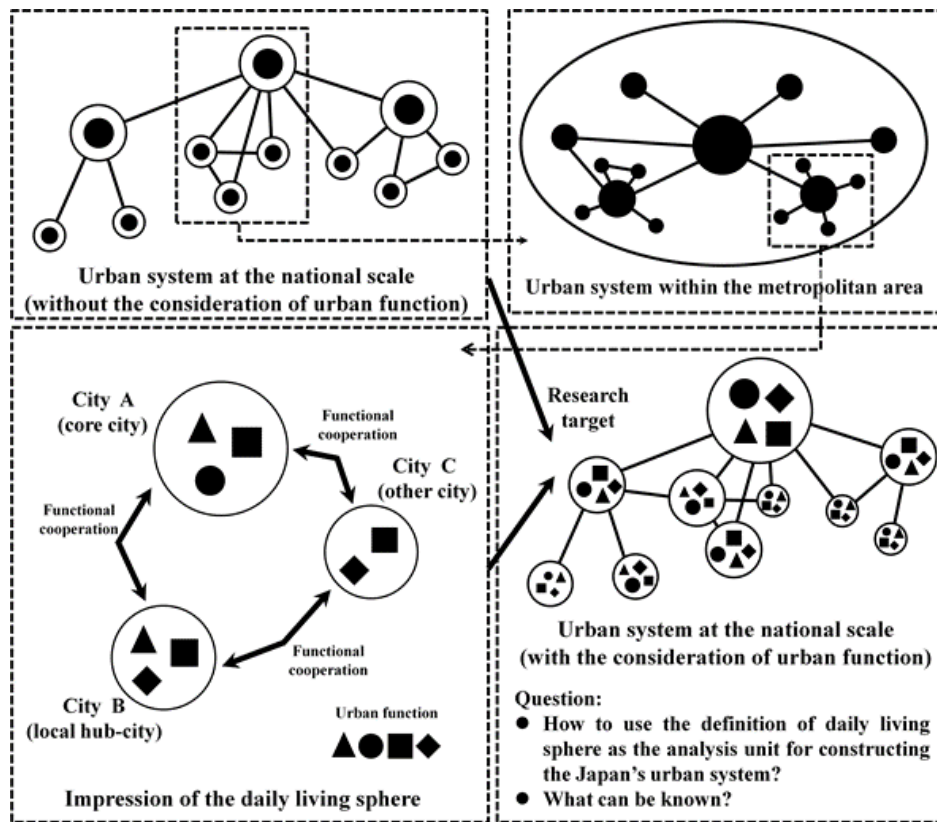 Urban system at the national scale
(without the consideration of urban function)
Urban system within the metropolitan area
City A
(core city)
Functional
cooperation
City C
(other city)
Functional
cooperation
Functional
cooperation
City B
(local hub-city)
Urban function
Impression of the daily living sphere
Research
target
Urban system at the national scale
(with the consideration of urban function)
Question:
● How to use the definition of daily living
sphere as the analysis unit for constructing
the Japan's urban system?
● What can be known?